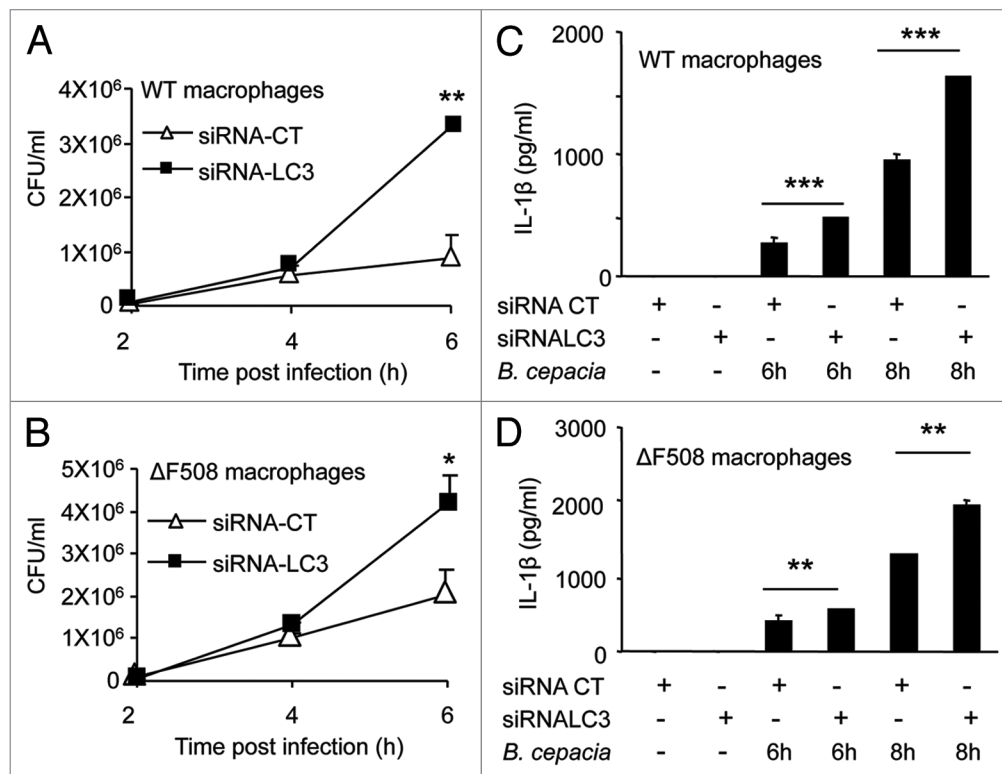 A
WT macrophages
siRNA-CT
siRNA-LC3
**
CFU/ml
4X10⁶
3X10⁶
2X10⁶
1X10⁶
0
2 4 6
Time post infection (h)
B
ΔF508 macrophages
siRNA-CT
siRNA-LC3
*
CFU/ml
5X10⁶
4X10⁶
3X10⁶
2X10⁶
1X10⁶
0
2 4 6
Time post infection (h)
C
WT macrophages
***
***
IL-1β (pg/ml)
2000
1000
0
siRNA CT + - + - + -
siRNALC3 - + - + - +
B. cepacia - - 6h 6h 8h 8h
D
ΔF508 macrophages
**
**
IL-1β (pg/ml)
3000
2000
1000
0
siRNA CT + - + - + -
siRNALC3 - + - + - +
B. cepacia - - 6h 6h 8h 8h